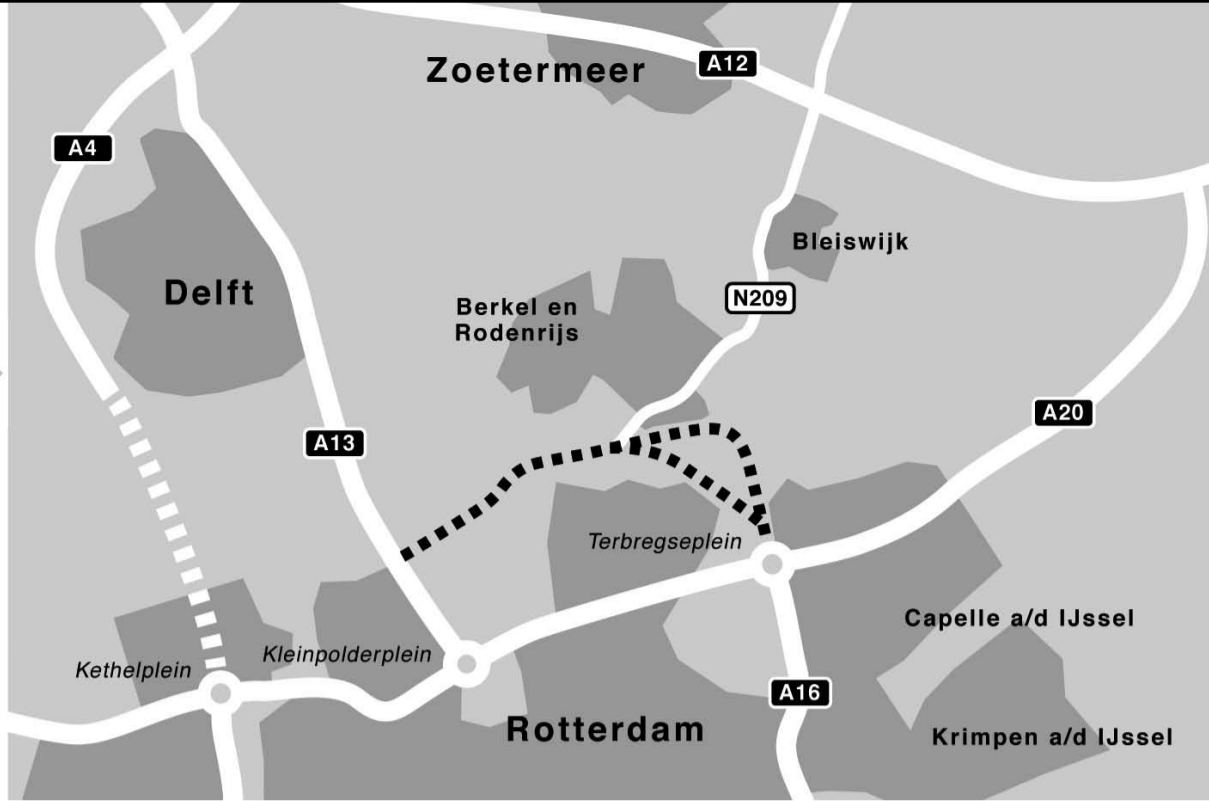 Zoetermeer
A12
A4
Bleiswijk
Delft
Berkel en
Rodenrijs
N209
A13
A20
Terbregseplein
Capelle a/d IJssel
Kethelplein
Kleinpolderplein
A16
Rotterdam
Krimpen a/d IJssel